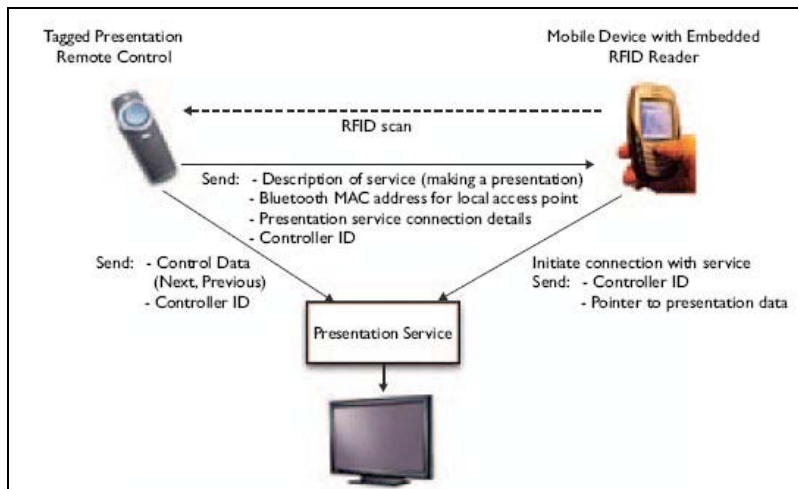 Tagged Presentation
Remote Control
Mobile Device with Embedded
RFID Reader
RFID scan
Send: - Description of service (making a presentation)
- Bluetooth MAC address for local access point
- Presentation service connection details
- Controller ID
Send: - Control Data
(Next, Previous)
- Controller ID
Initiate connection with service
Send: - Controller ID
- Pointer to presentation data
Presentation Service